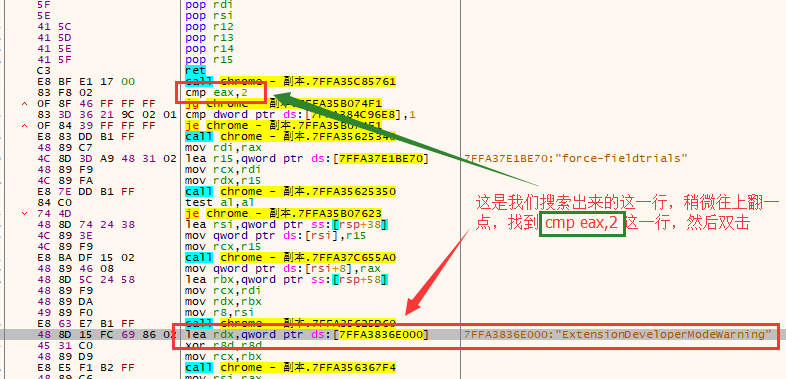 5F pop rdi
5E pop rsi
41 5C pop r12
41 5D pop r13
41 5E pop r14
41 5F pop r15
C3 ret
E8 BF E1 17 00 call chrome - 副本.7FFA35C85761
83 F8 02 cmp eax,2
0F 8F 46 FF FF FF jg chrome - 副本.7FFA35B074F1
83 3D 36 21 9C 02 01 cmp dword ptr ds:[7FFA384C96E8],1
0F 84 39 FF FF FF je chrome - 副本.7FFA35B074F1
E8 83 DD B1 FF call chrome - 副本.7FFA35625340
48 89 C7 mov rdi,rax
4C 8D 3D A9 48 31 02 lea r15,qword ptr ds:[7FFA37E1BE70] 7FFA37E1BE70:"force-fieldtrials"
48 89 F9 mov rcx,rdi
4C 89 FA mov rdx,r15
E8 7E DD B1 FF call chrome - 副本.7FFA35625350
84 C0 test al,al
74 4D je chrome - 副本.7FFA35B07623
48 8D 74 24 38 lea rsi,qword ptr ss:[rsp+38]
4C 89 3E mov qword ptr ds:[rsi],r15
4C 89 F9 mov rcx,r15
E8 BA DF 15 02 call chrome - 副本.7FFA37C655A0
48 89 46 08 mov qword ptr ds:[rsi+8],rax
48 8D 5C 24 58 lea rbx,qword ptr ss:[rsp+58]
48 89 F9 mov rcx,rdi
48 89 DA mov rdx,rbx
49 89 F0 mov r8,rsi
E8 63 E7 B1 FF call chrome - 副本.7FFA35625D60
48 8D 15 FC 69 86 02 lea rdx,qword ptr ds:[7FFA3836E000] 7FFA3836E000:"ExtensionDeveloperModeWarning"
45 31 C0 xor r8d,r8d
48 89 D9 mov rcx,rbx
E8 E5 F1 B2 FF call chrome - 副本.7FFA356367F4
48 89 C6 mov rsi,rax
这是我们搜索出来的这一行，稍微往上翻一
点，找到 cmp eax,2 这一行，然后双击